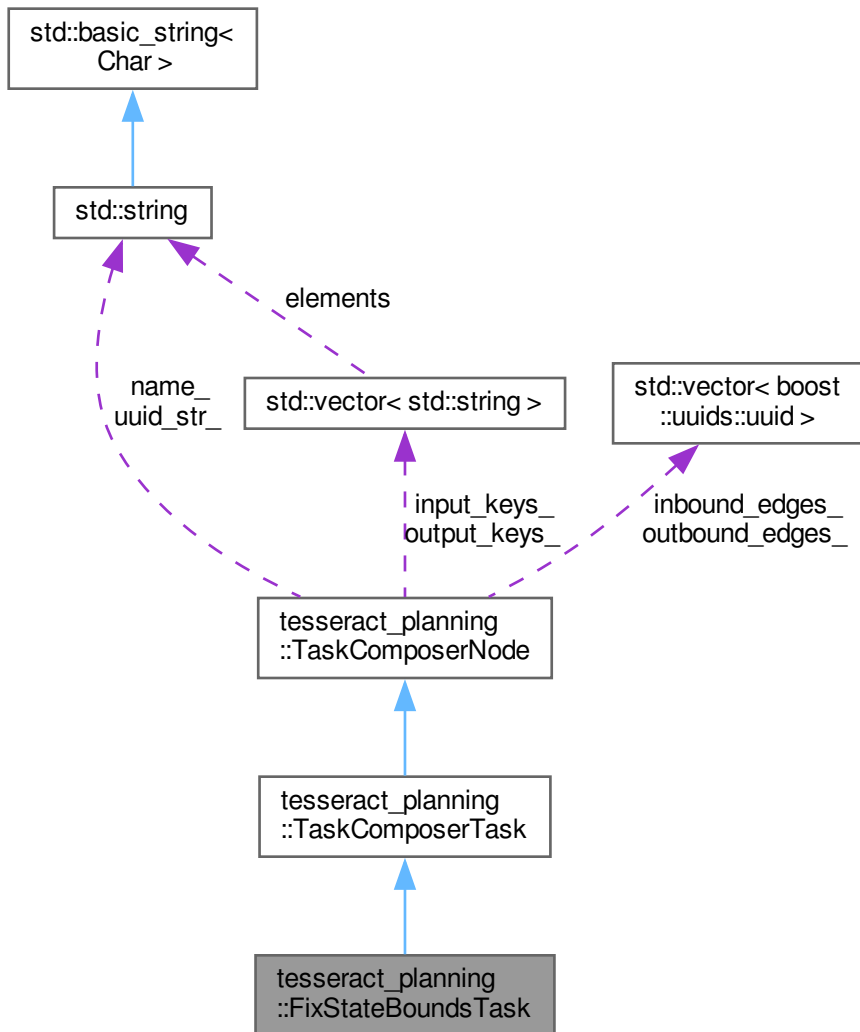 std::basic_string<
Char >
std::string
elements
name_
uuid_str_
std::vector< std::string >
std::vector< boost
::uuids::uuid >
input_keys_
output_keys_
inbound_edges_
outbound_edges_
tesseract_planning
::TaskComposerNode
tesseract_planning
::TaskComposerTask
tesseract_planning
::FixStateBoundsTask